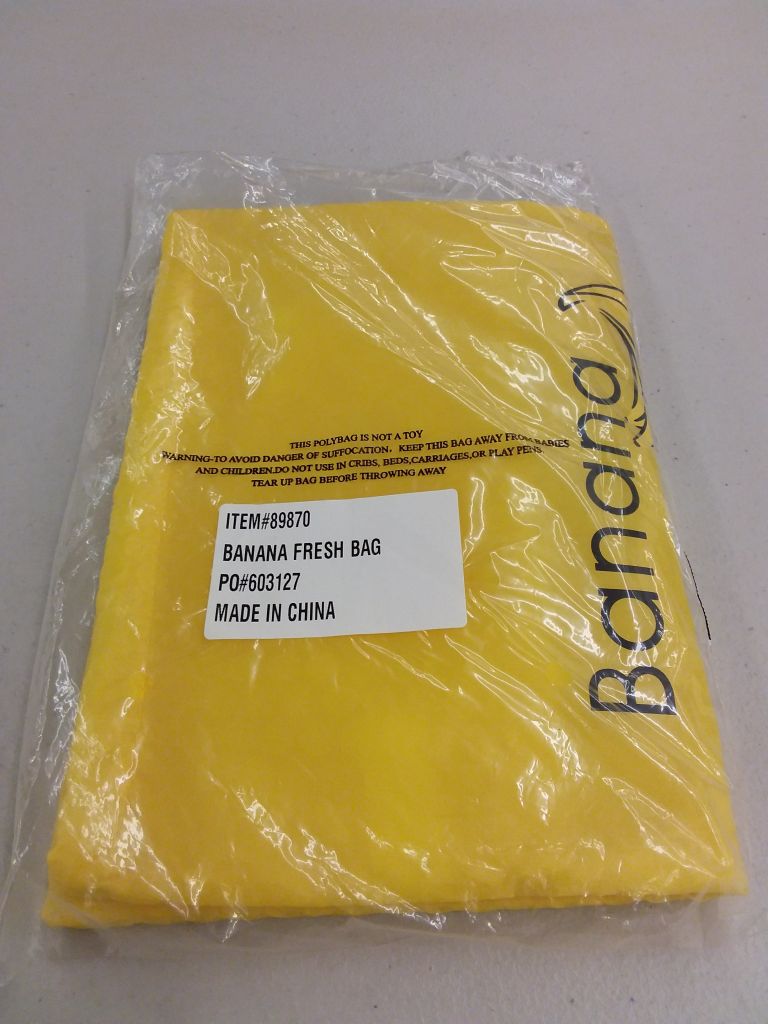 THIS POLYBAG IS NOT A TOY
WARNING-TO AVOID DANGER OF SUFFOCATION, KEEP THIS BAG AWAY FROM BABIES
AND CHILDREN.DO NOT USE IN CRIBS, BEDS,CARRIAGES,OR PLAY PENS
TEAR UP BAG BEFORE THROWING AWAY
ITEM#89870
BANANA FRESH BAG
PO#603127
MADE IN CHINA
Banana